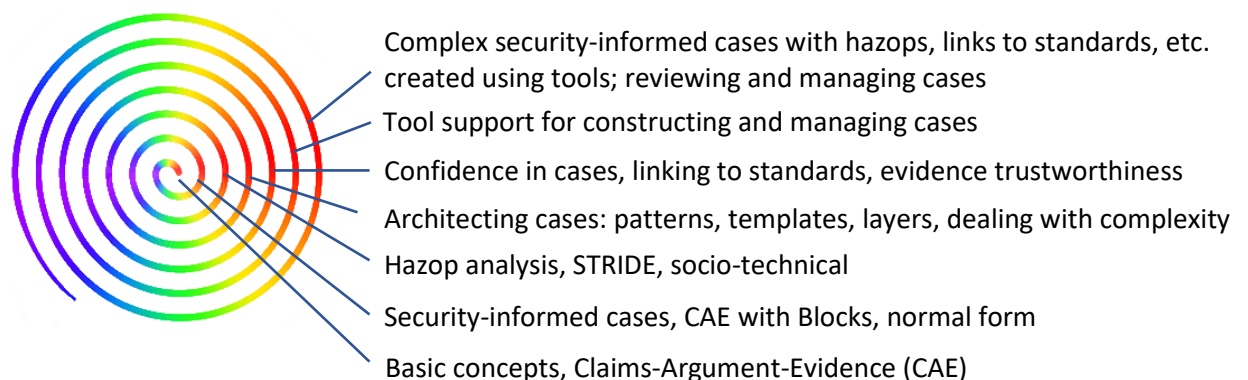 Complex security-informed cases with hazops, links to standards, etc.
created using tools; reviewing and managing cases
Tool support for constructing and managing cases
Confidence in cases, linking to standards, evidence trustworthiness
Architecting cases: patterns, templates, layers, dealing with complexity
Hazop analysis, STRIDE, socio-technical
Security-informed cases, CAE with Blocks, normal form
Basic concepts, Claims-Argument-Evidence (CAE)